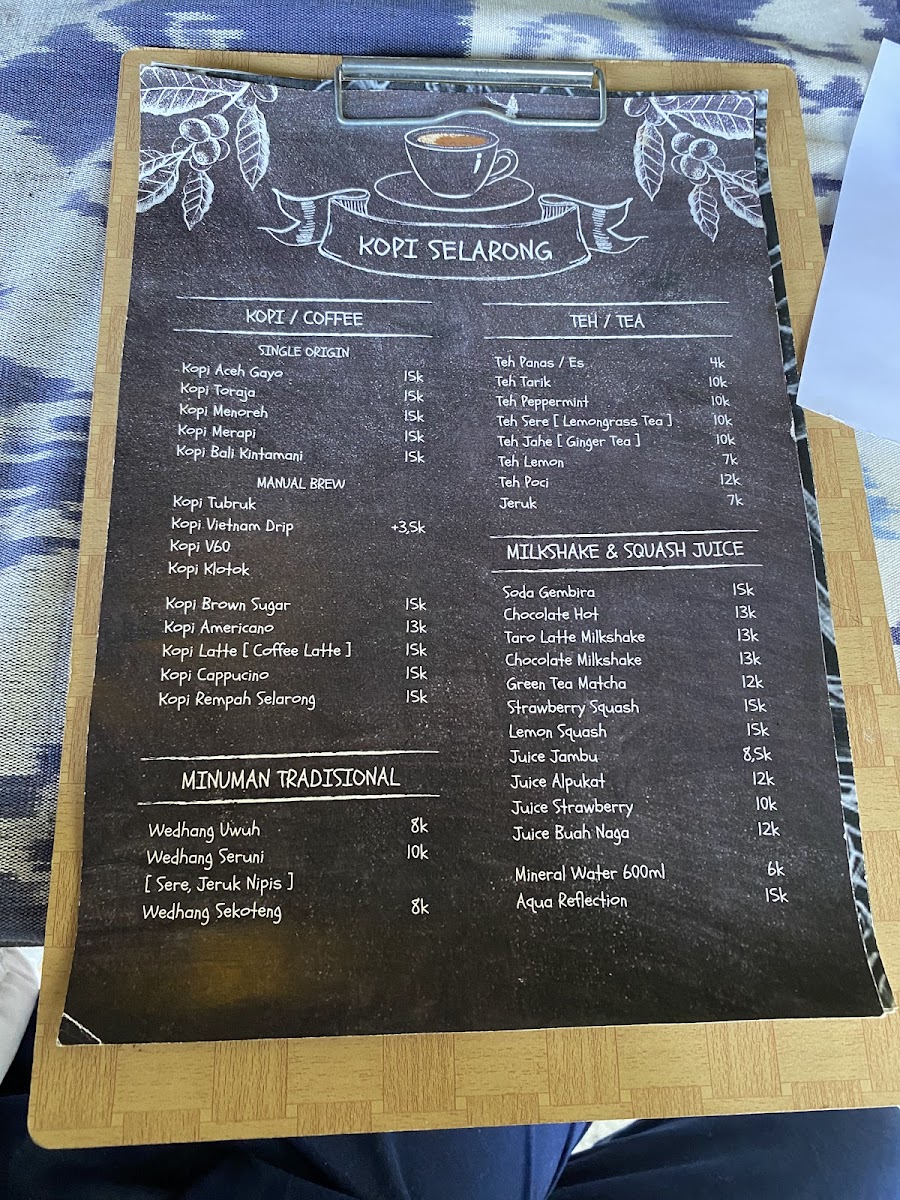 KOPI SELARONG
KOPI / COFFEE
SINGLE ORIGIN
Kopi Aceh Gayo 15k
Kopi Toraja 15k
Kopi Menoreh 15k
Kopi Merapi 15k
Kopi Bali Kintamani 15k
MANUAL BREW
Kopi Tubruk
Kopi Vietnam Drip +3,5k
Kopi V60
Kopi Klotok
Kopi Brown Sugar 15k
Kopi Americano 13k
Kopi Latte [ Coffee Latte ] 15k
Kopi Cappucino 15k
Kopi Rempah Selarong 15k
MINUMAN TRADISIONAL
Wedhang Uwuh 8k
Wedhang Seruni 10k
[ Sere, Jeruk Nipis ]
Wedhang Sekoteng 8k
TEH / TEA
Teh Panas / Es 4k
Teh Tarik 10k
Teh Peppermint 10k
Teh Sere [ Lemongrass Tea ] 10k
Teh Jahe [ Ginger Tea ] 10k
Teh Lemon 7k
Teh Poci 12k
Jeruk 7k
MILKSHAKE & SQUASH JUICE
Soda Gembira 15k
Chocolate Hot 13k
Taro Latte Milkshake 13k
Chocolate Milkshake 13k
Green Tea Matcha 12k
Strawberry Squash 15k
Lemon Squash 15k
Juice Jambu 8,5k
Juice Alpukat 12k
Juice Strawberry 10k
Juice Buah Naga 12k
Mineral Water 600ml 6k
Aqua Reflection 15k